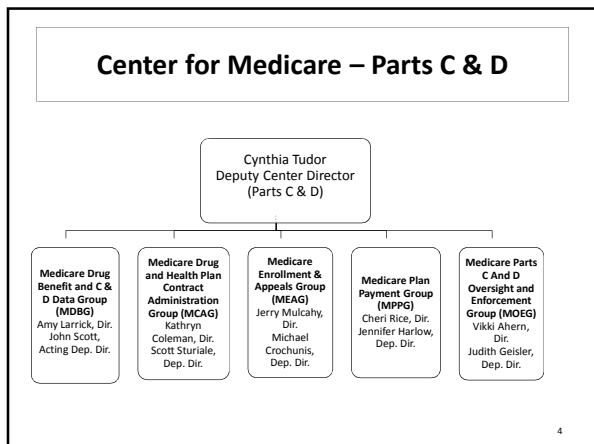 Center for Medicare – Parts C & D
Cynthia Tudor
Deputy Center Director
(Parts C & D)
Medicare Drug
Benefit and C &
D Data Group
(MDBG)
Amy Larrick, Dir.
John Scott,
Acting Dep. Dir.
Medicare Drug
and Health Plan
Contract
Administration
Group (MCAG)
Kathryn
Coleman, Dir.
Scott Sturiale,
Dep. Dir.
Medicare
Enrollment &
Appeals Group
(MEAG)
Jerry Mulcahy,
Dir.
Michael
Crochunis,
Dep. Dir.
Medicare Plan
Payment Group
(MPPG)
Cheri Rice, Dir.
Jennifer Harlow,
Dep. Dir.
Medicare Parts
C And D
Oversight and
Enforcement
Group (MOEG)
Vikki Ahern,
Dir.
Judith Geisler,
Dep. Dir.
4